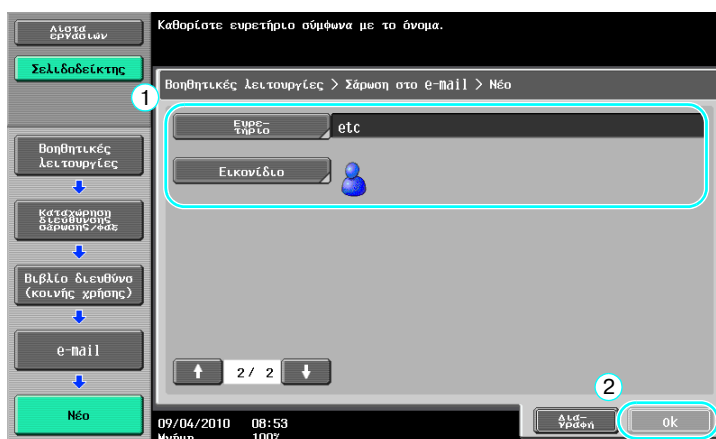 Λίστα
εργασιών
Σελιδοδείκτης
Βοηθητικές
λειτουργίες
Καταχώρηση
διεύθυνσης
σάρωσης/φαξ
Βιβλίο διευθύνσ
(κοινής χρήσης)
e-mail
Νέο
Καθορίστε ευρετήριο σύμφωνα με το όνομα.
Βοηθητικές λειτουργίες > Σάρωση στο e-mail > Νέο
1
Ευρε-
τήριο
etc
Εικονίδιο
2/ 2
2
Δια-
γραφή
ok
09/04/2010 08:53
Μνήμη 100%